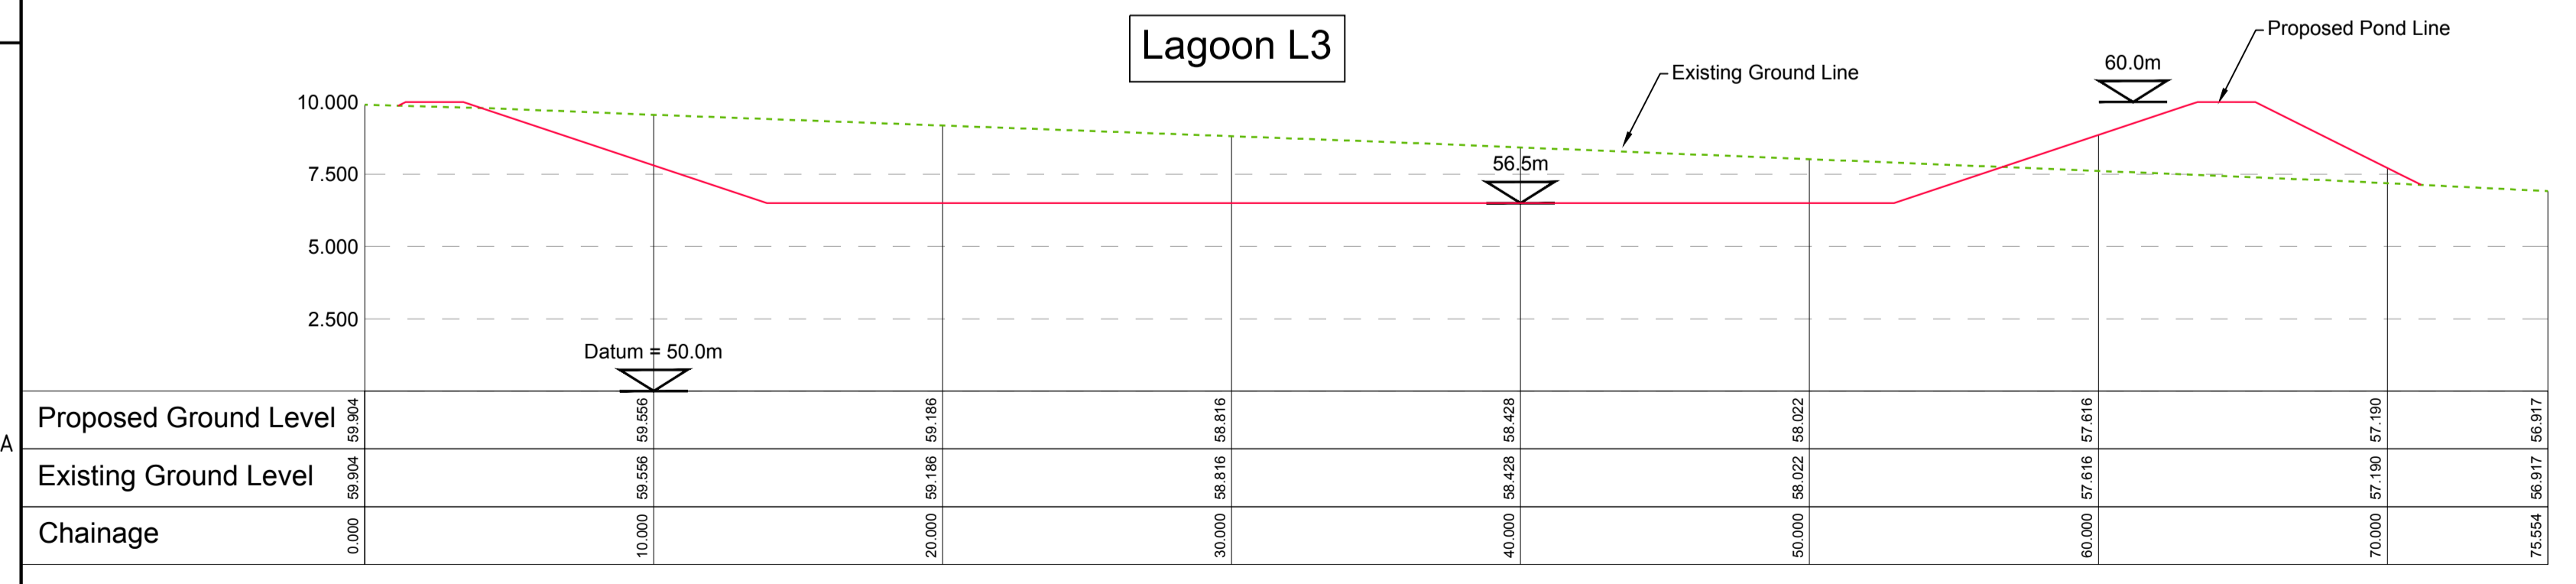 Lagoon L3
Proposed Pond Line
60.0m
Existing Ground Line
10.000
56.5m
7.500
5.000
2.500
Datum = 50.0m
Proposed Ground Level 59.904 59.556 59.186 58.816 58.428 58.022 57.616 57.190 56.917
A
Existing Ground Level 59.904 59.556 59.186 58.816 58.428 58.022 57.616 57.190 56.917
Chainage 0.000 10.000 20.000 30.000 40.000 50.000 60.000 70.000 75.554